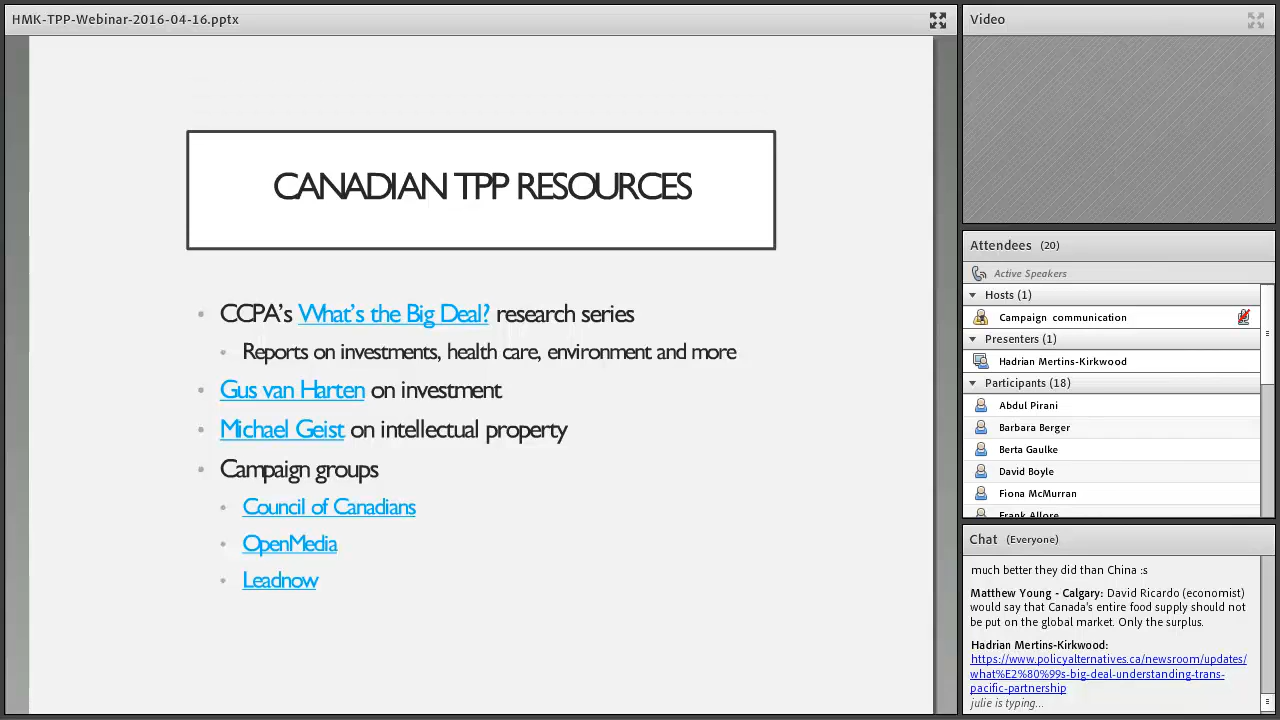 HMK-TPP-Webinar-2016-04-16.pptx
CANADIAN TPP RESOURCES
• CCPA's What's the Big Deal? research series
• Reports on investments, health care, environment and more
• Gus van Harten on investment
• Michael Geist on intellectual property
• Campaign groups
• Council of Canadians
• OpenMedia
• Leadnow
Video
Attendees (20)
Active Speakers
Hosts (1)
Campaign communication
Presenters (1)
Hadrian Mertins-Kirkwood
Participants (18)
Abdul Pirani
Barbara Berger
Berta Gaulke
David Boyle
Fiona McMurran
Frank Allore
Chat (Everyone)
much better they did than China :s
Matthew Young - Calgary: David Ricardo (economist)
would say that Canada's entire food supply should not
be put on the global market. Only the surplus.
Hadrian Mertins-Kirkwood:
https://www.policyalternatives.ca/newsroom/updates/
what%E2%80%99s-big-deal-understanding-trans-
pacific-partnership
julie is typing...